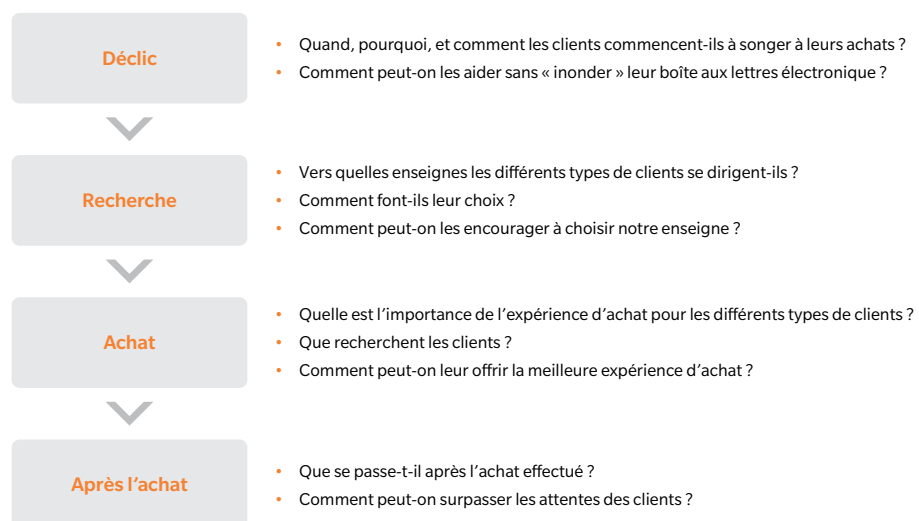 Déclic
• Quand, pourquoi, et comment les clients commencent-ils à songer à leurs achats ?
• Comment peut-on les aider sans « inonder » leur boîte aux lettres électronique ?
Recherche
• Vers quelles enseignes les différents types de clients se dirigent-ils ?
• Comment font-ils leur choix ?
• Comment peut-on les encourager à choisir notre enseigne ?
Achat
• Quelle est l’importance de l’expérience d’achat pour les différents types de clients ?
• Que recherchent les clients ?
• Comment peut-on leur offrir la meilleure expérience d’achat ?
Après l’achat
• Que se passe-t-il après l’achat effectué ?
• Comment peut-on surpasser les attentes des clients ?